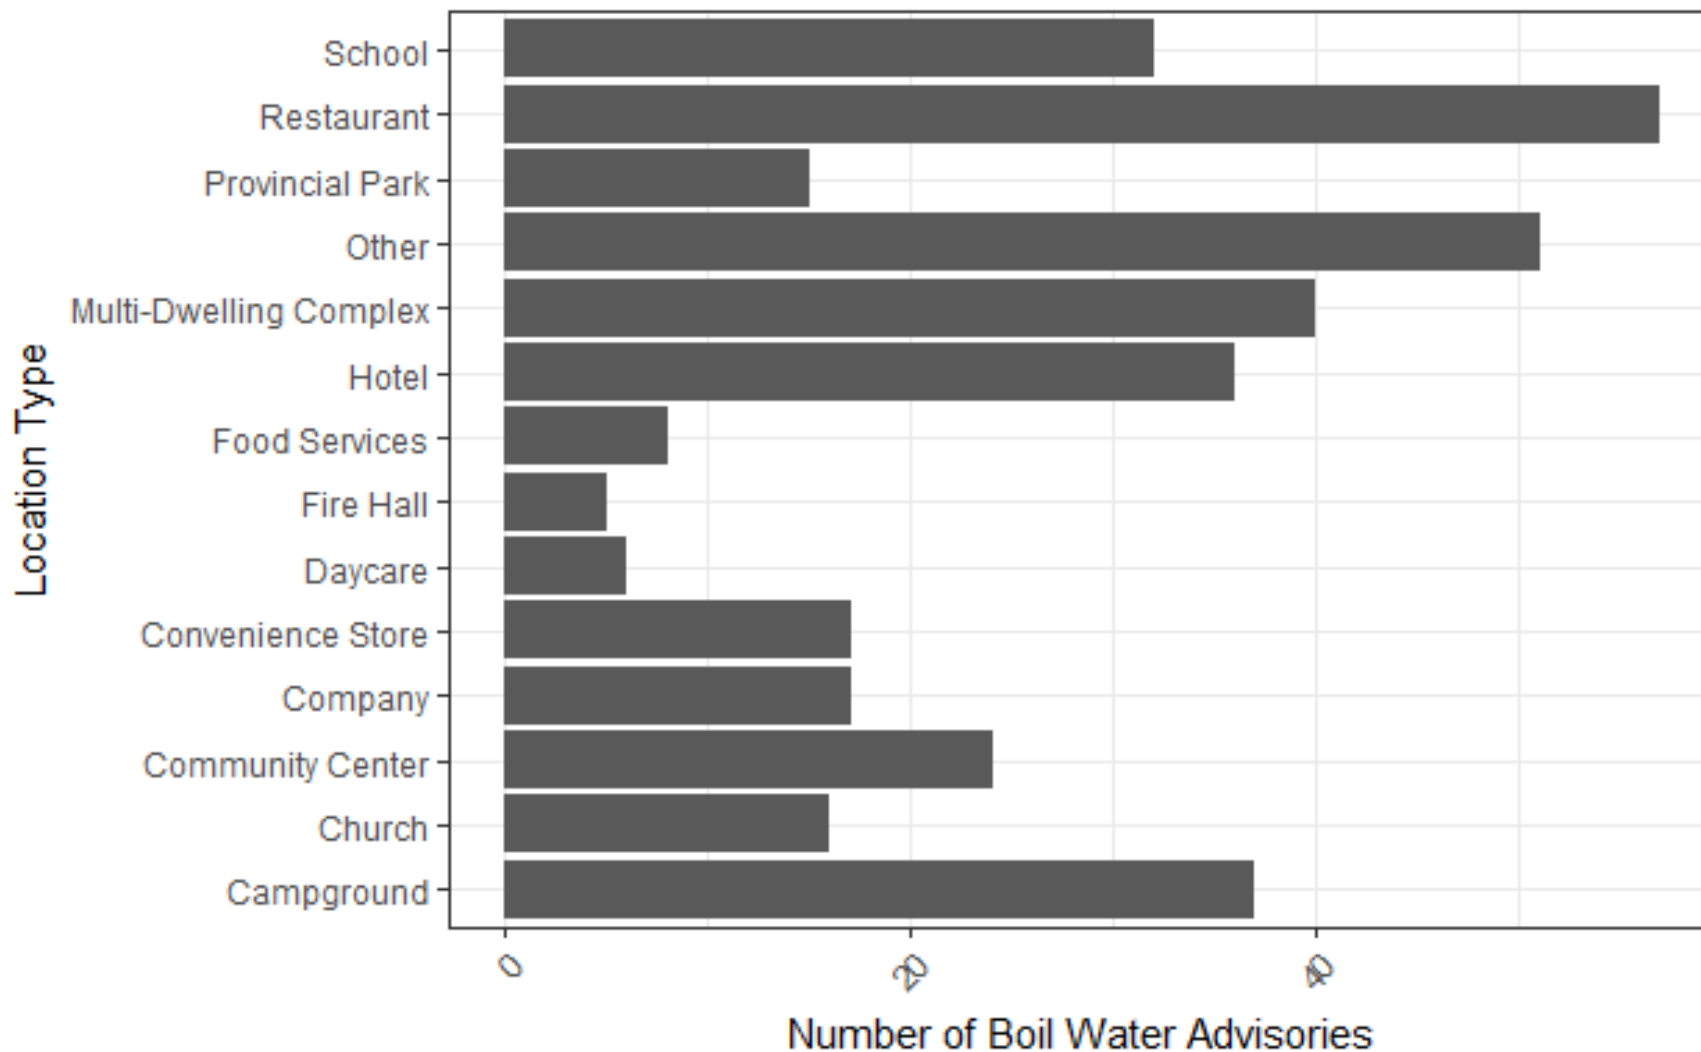 School
Restaurant
Provincial Park
Other
Multi-Dwelling Complex
Hotel
Food Services
Fire Hall
Daycare
Convenience Store
Company
Community Center
Church
Campground
Location Type
0 20 40
Number of Boil Water Advisories